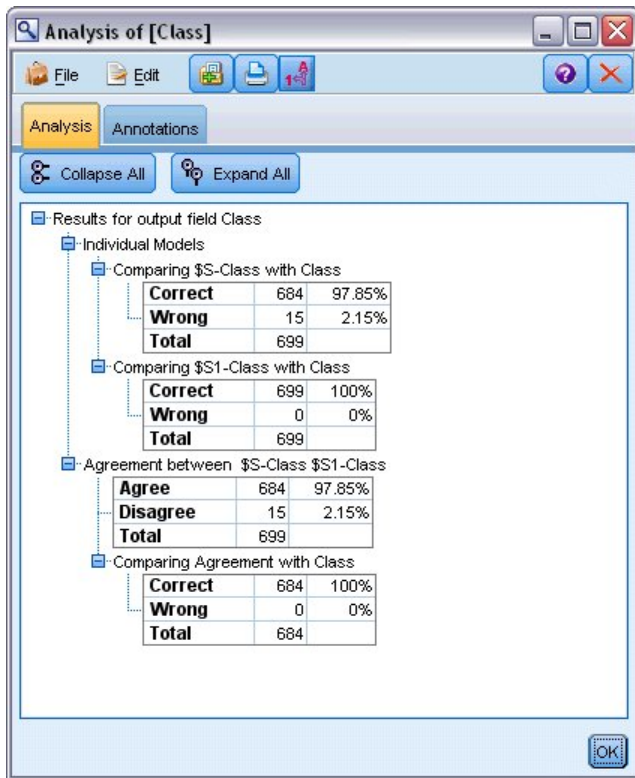 Analysis of [Class]
File Edit
Analysis Annotations
Collapse All Expand All
Results for output field Class
Individual Models
Comparing $S-Class with Class
Correct 684 97.85%
Wrong 15 2.15%
Total 699
Comparing $S1-Class with Class
Correct 699 100%
Wrong 0 0%
Total 699
Agreement between $S-Class $S1-Class
Agree 684 97.85%
Disagree 15 2.15%
Total 699
Comparing Agreement with Class
Correct 684 100%
Wrong 0 0%
Total 684
OK